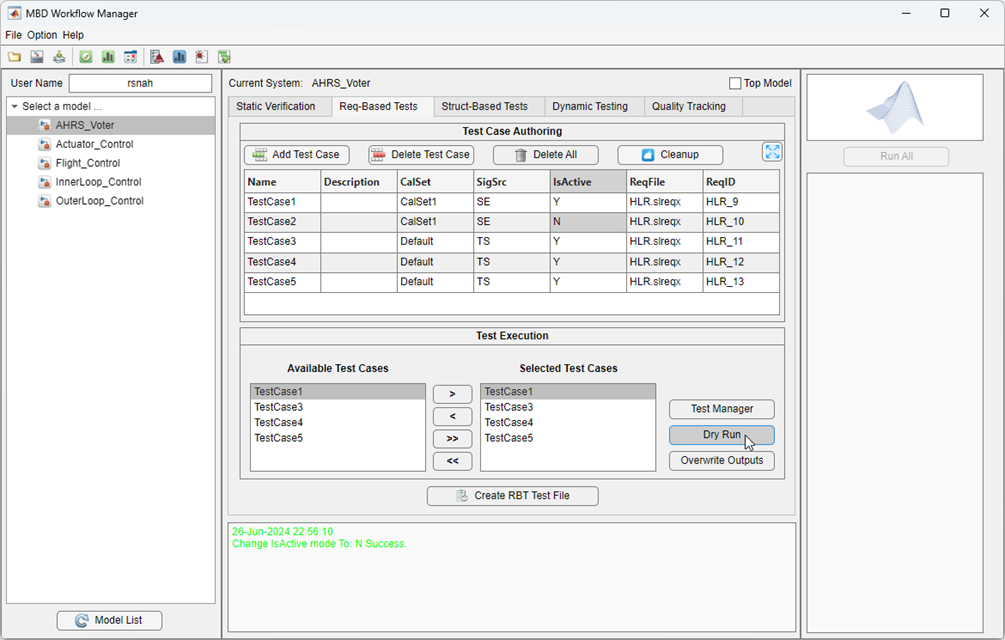 MBD Workflow Manager
File Option Help
User Name rsnah
Select a model ...
AHRS_Voter
Actuator_Control
Flight_Control
InnerLoop_Control
OuterLoop_Control
Model List
Current System: AHRS_Voter Top Model
Static Verification Req-Based Tests Struct-Based Tests Dynamic Testing Quality Tracking
Test Case Authoring
Add Test Case Delete Test Case Delete All Cleanup
Name Description CalSet SigSrc IsActive ReqFile ReqID
TestCase1 CalSet1 SE Y HLR.slreqx HLR_9
TestCase2 CalSet1 SE N HLR.slreqx HLR_10
TestCase3 Default TS Y HLR.slreqx HLR_11
TestCase4 Default TS Y HLR.slreqx HLR_12
TestCase5 Default TS Y HLR.slreqx HLR_13
Test Execution
Available Test Cases Selected Test Cases
TestCase1 > TestCase1
TestCase3 < TestCase3
TestCase4 >> TestCase4
TestCase5 << TestCase5
Test Manager
Dry Run
Overwrite Outputs
Create RBT Test File
26-Jun-2024 22:56:10
Change IsActive mode To: N Success.
Run All